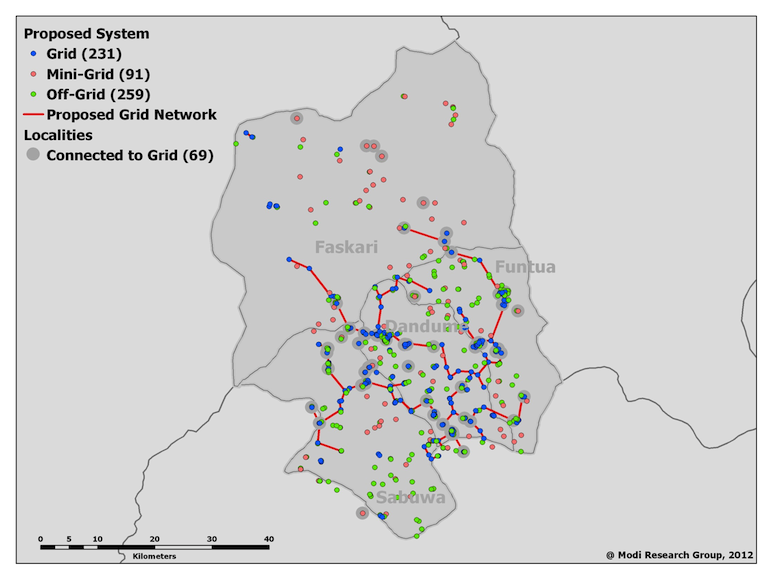 Proposed System
Grid (231)
Mini-Grid (91)
Off-Grid (259)
Proposed Grid Network
Localities
Connected to Grid (69)
Faskari
Funtua
Dandume
Sabuwa
0 5 10 20 30 40
Kilometers
@ Modi Research Group, 2012